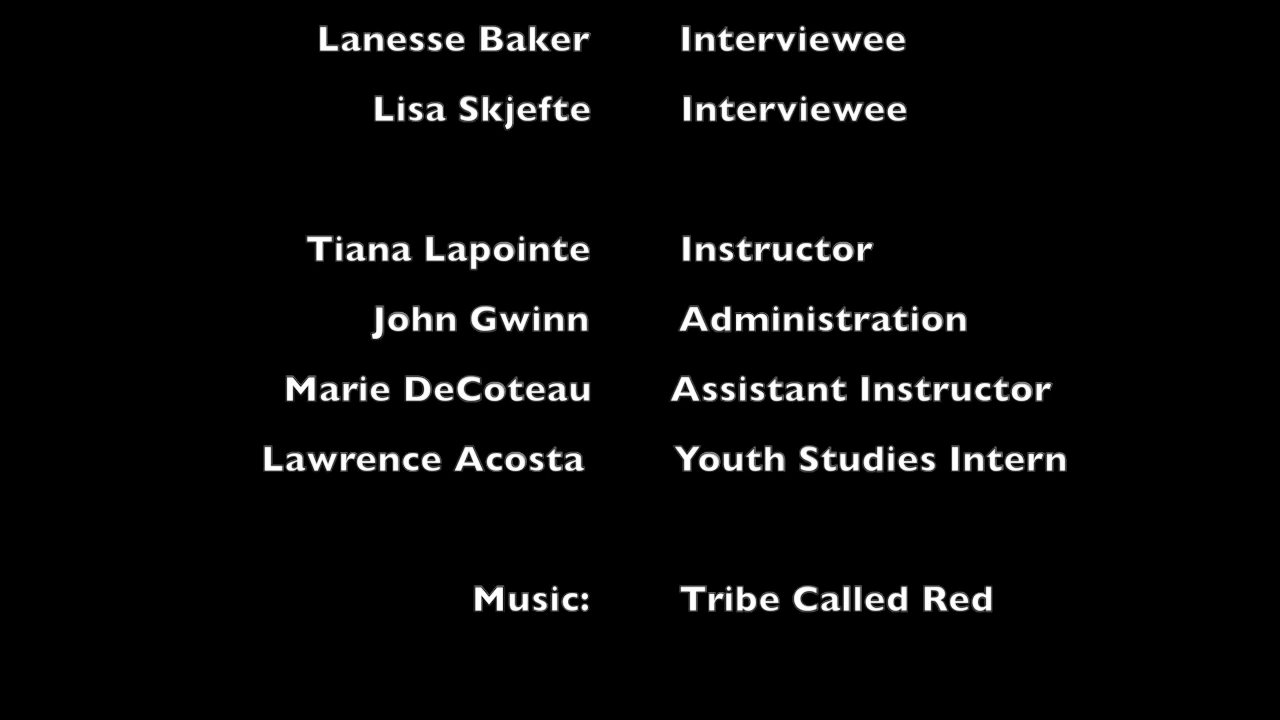 Lanesse Baker Interviewee
Lisa Skjefte Interviewee
Tiana Lapointe Instructor
John Gwinn Administration
Marie DeCoteau Assistant Instructor
Lawrence Acosta Youth Studies Intern
Music: Tribe Called Red